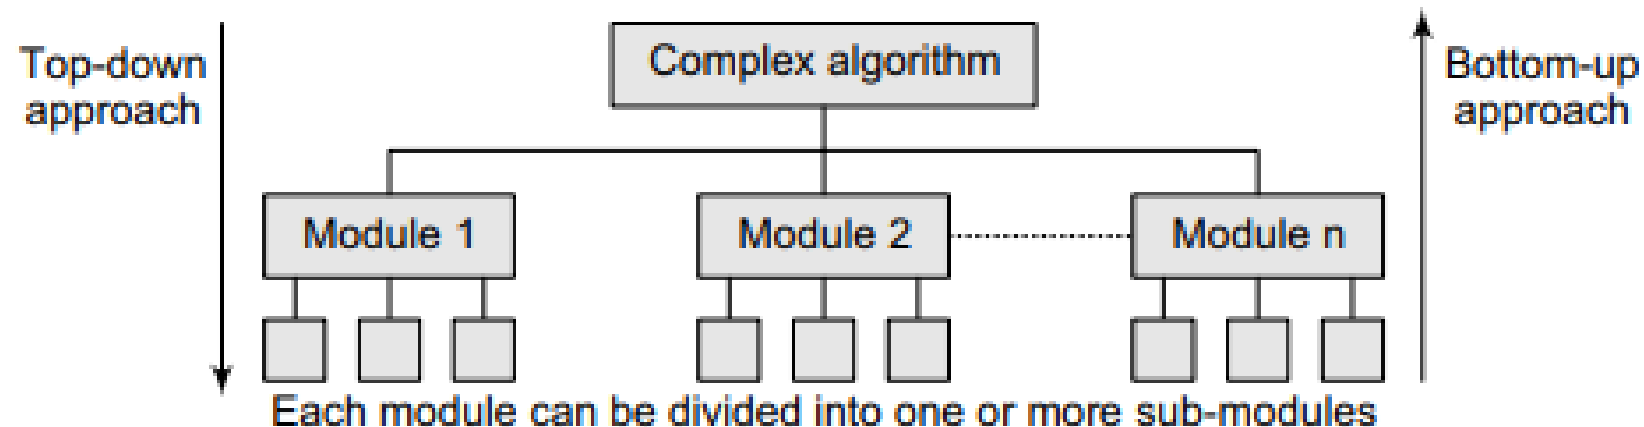 Top-down
approach
Complex algorithm
Bottom-up
approach
Module 1
Module 2
Module n
Each module can be divided into one or more sub-modules